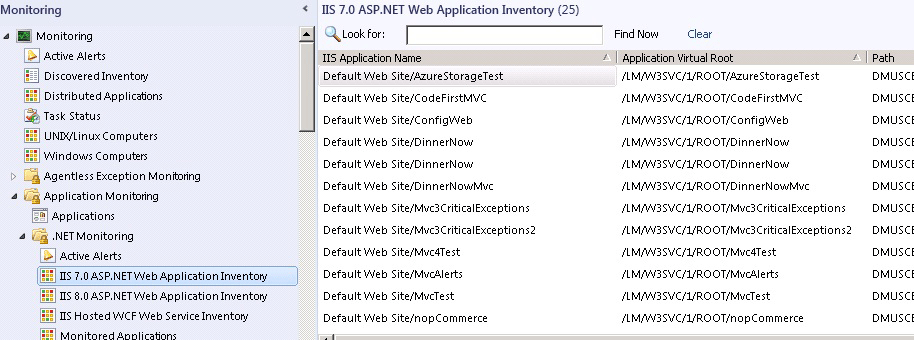 Monitoring
Monitoring
Active Alerts
Discovered Inventory
Distributed Applications
Task Status
UNIX/Linux Computers
Windows Computers
Agentless Exception Monitoring
Application Monitoring
Applications
.NET Monitoring
Active Alerts
IIS 7.0 ASP.NET Web Application Inventory
IIS 8.0 ASP.NET Web Application Inventory
IIS Hosted WCF Web Service Inventory
Monitored Applications
IIS 7.0 ASP.NET Web Application Inventory (25)
Look for: Find Now Clear
IIS Application Name Application Virtual Root Path
Default Web Site/AzureStorageTest /LM/W3SVC/1/ROOT/AzureStorageTest DMUSCE
Default Web Site/CodeFirstMVC /LM/W3SVC/1/ROOT/CodeFirstMVC DMUSCE
Default Web Site/ConfigWeb /LM/W3SVC/1/ROOT/ConfigWeb DMUSCE
Default Web Site/DinnerNow /LM/W3SVC/1/ROOT/DinnerNow DMUSCE
Default Web Site/DinnerNow /LM/W3SVC/1/ROOT/DinnerNow DMUSCE
Default Web Site/DinnerNowMvc /LM/W3SVC/1/ROOT/DinnerNowMvc DMUSCE
Default Web Site/Mvc3CriticalExceptions /LM/W3SVC/1/ROOT/Mvc3CriticalExceptions DMUSCE
Default Web Site/Mvc3CriticalExceptions2 /LM/W3SVC/1/ROOT/Mvc3CriticalExceptions2 DMUSCE
Default Web Site/Mvc4Test /LM/W3SVC/1/ROOT/Mvc4Test DMUSCE
Default Web Site/MvcAlerts /LM/W3SVC/1/ROOT/MvcAlerts DMUSCE
Default Web Site/MvcTest /LM/W3SVC/1/ROOT/MvcTest DMUSCE
Default Web Site/nopCommerce /LM/W3SVC/1/ROOT/nopCommerce DMUSCE